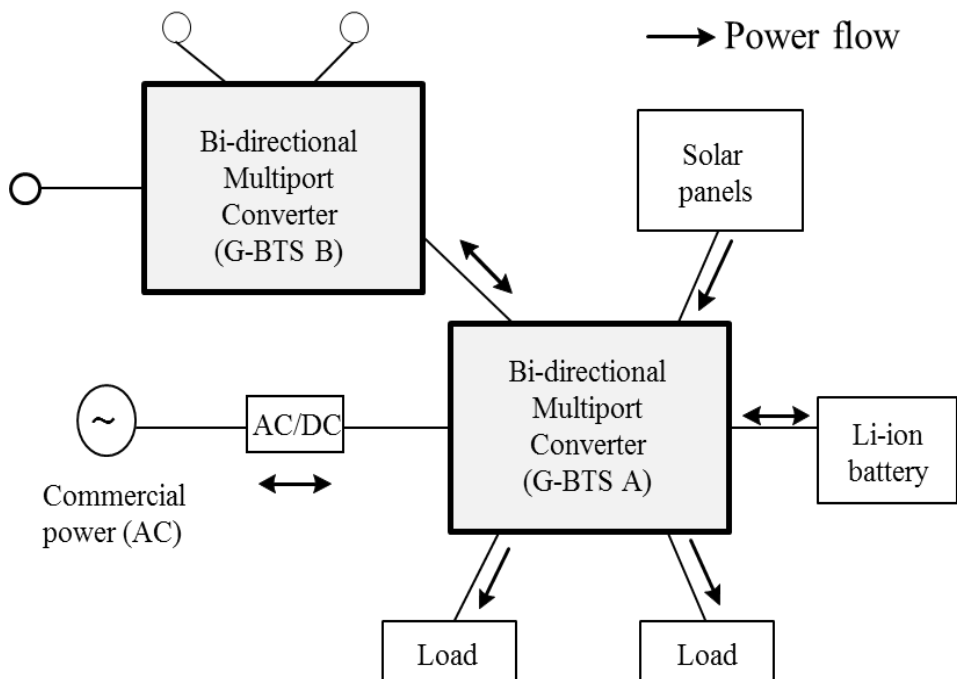 Power flow
Bi-directional
Multiport
Converter
(G-BTS B)
Solar
panels
Bi-directional
Multiport
Converter
(G-BTS A)
~
AC/DC
Li-ion
battery
Commercial
power (AC)
Load
Load